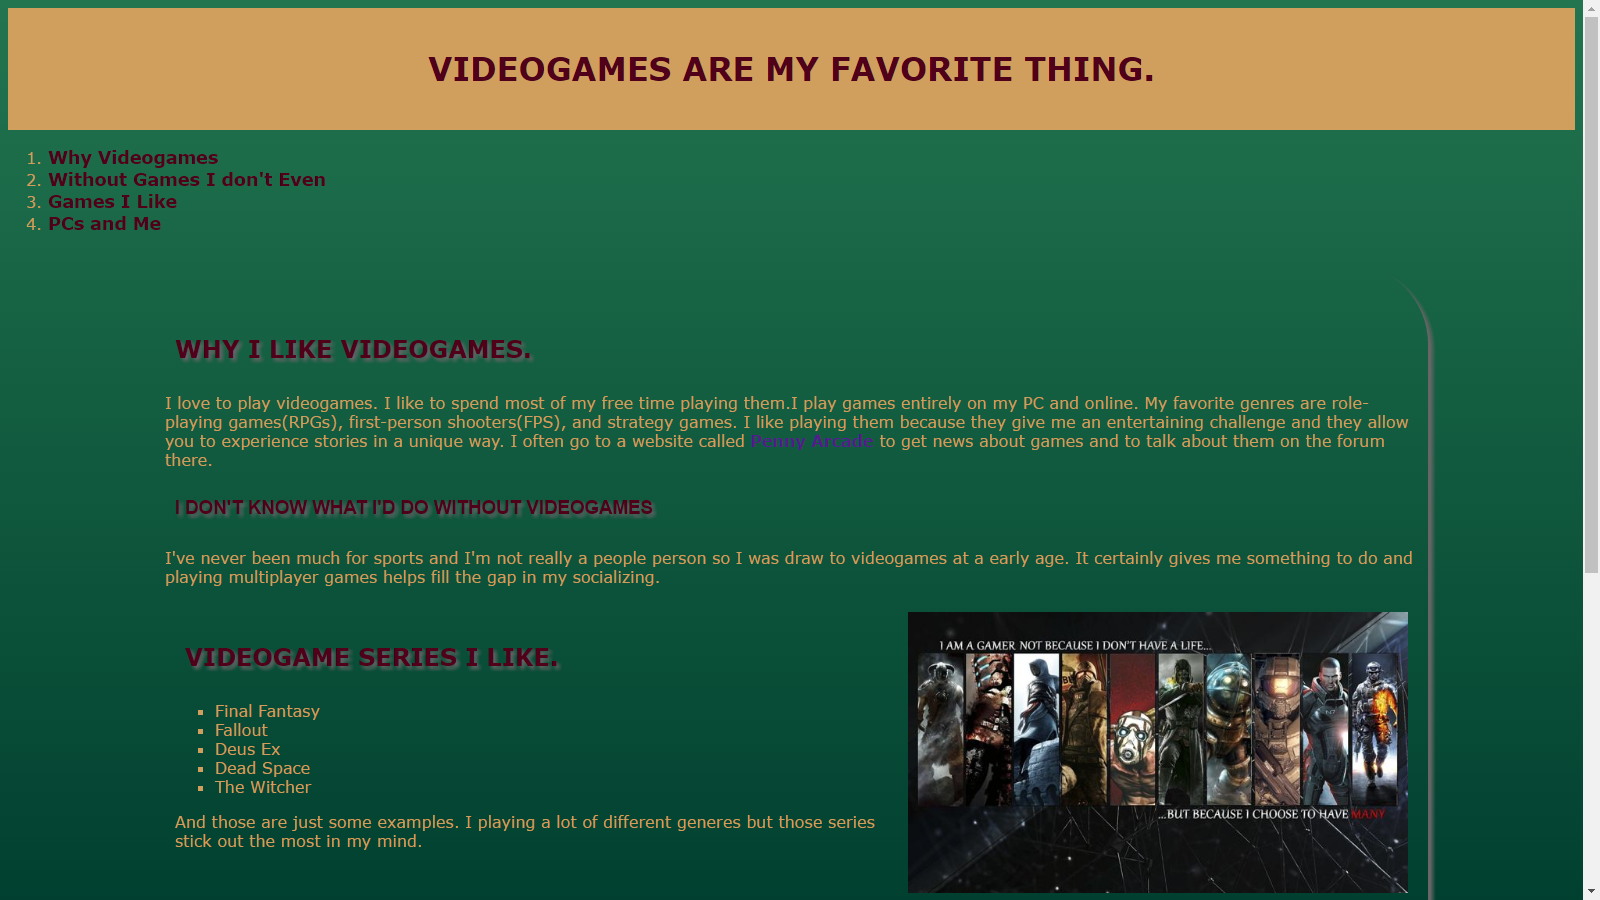 VIDEOGAMES ARE MY FAVORITE THING.
1. Why Videogames
2. Without Games I don't Even
3. Games I Like
4. PCs and Me
WHY I LIKE VIDEOGAMES.
I love to play videogames. I like to spend most of my free time playing them.I play games entirely on my PC and online. My favorite genres are role-
playing games(RPGs), first-person shooters(FPS), and strategy games. I like playing them because they give me an entertaining challenge and they allow
you to experience stories in a unique way. I often go to a website called Penny Arcade to get news about games and to talk about them on the forum
there.
I DON'T KNOW WHAT I'D DO WITHOUT VIDEOGAMES
I've never been much for sports and I'm not really a people person so I was draw to videogames at a early age. It certainly gives me something to do and
playing multiplayer games helps fill the gap in my socializing.
VIDEOGAME SERIES I LIKE.
Final Fantasy
Fallout
Deus Ex
Dead Space
The Witcher
And those are just some examples. I playing a lot of different generes but those series
stick out the most in my mind.
I AM A GAMER NOT BECAUSE I DON'T HAVE A LIFE...
N7
...BUT BECAUSE I CHOOSE TO HAVE MANY